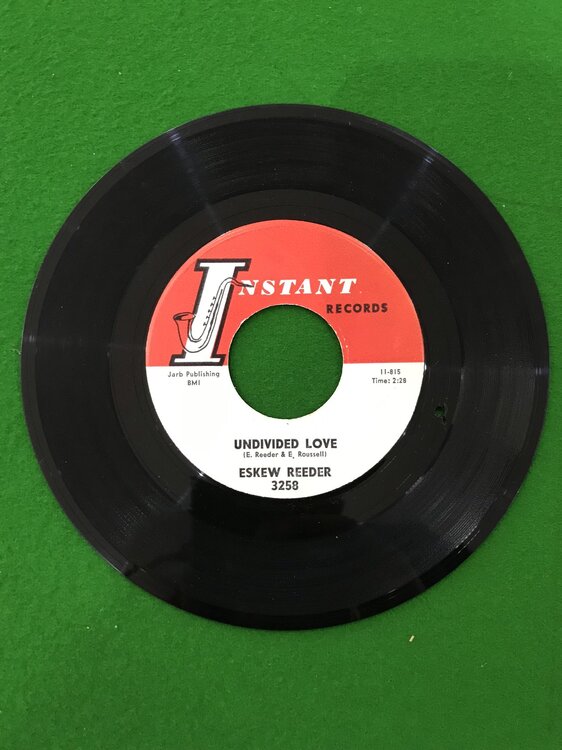 INSTANT
RECORDS
Jarb Publishing
BMI
11-815
Time: 2:28
UNDIVIDED LOVE
(E. Reeder & E. Roussell)
ESKEW REEDER
3258